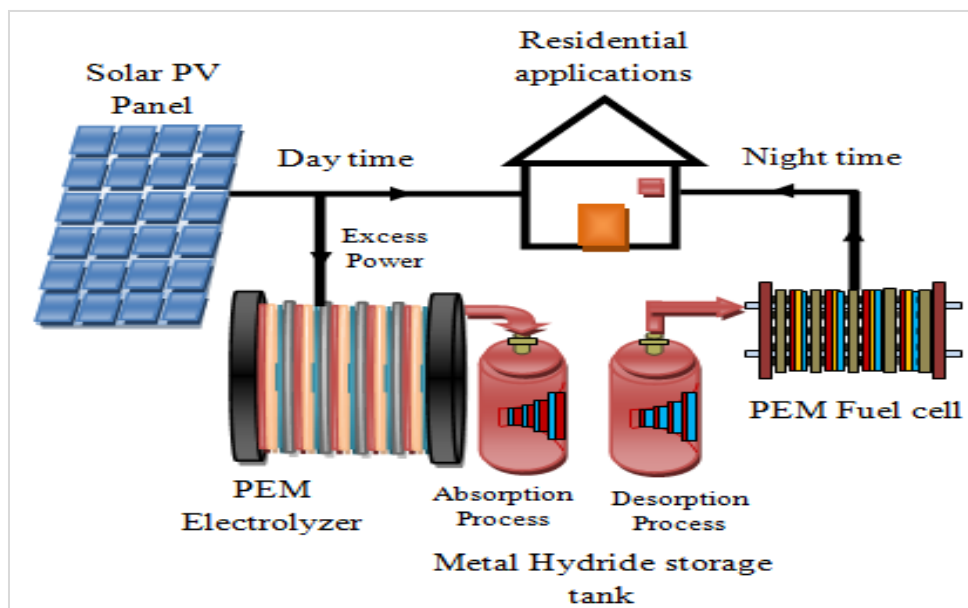 Solar PV
Panel
Residential
applications
Day time
Night time
Excess
Power
PEM
Electrolyzer
Absorption
Process
Desorption
Process
PEM Fuel cell
Metal Hydride storage
tank